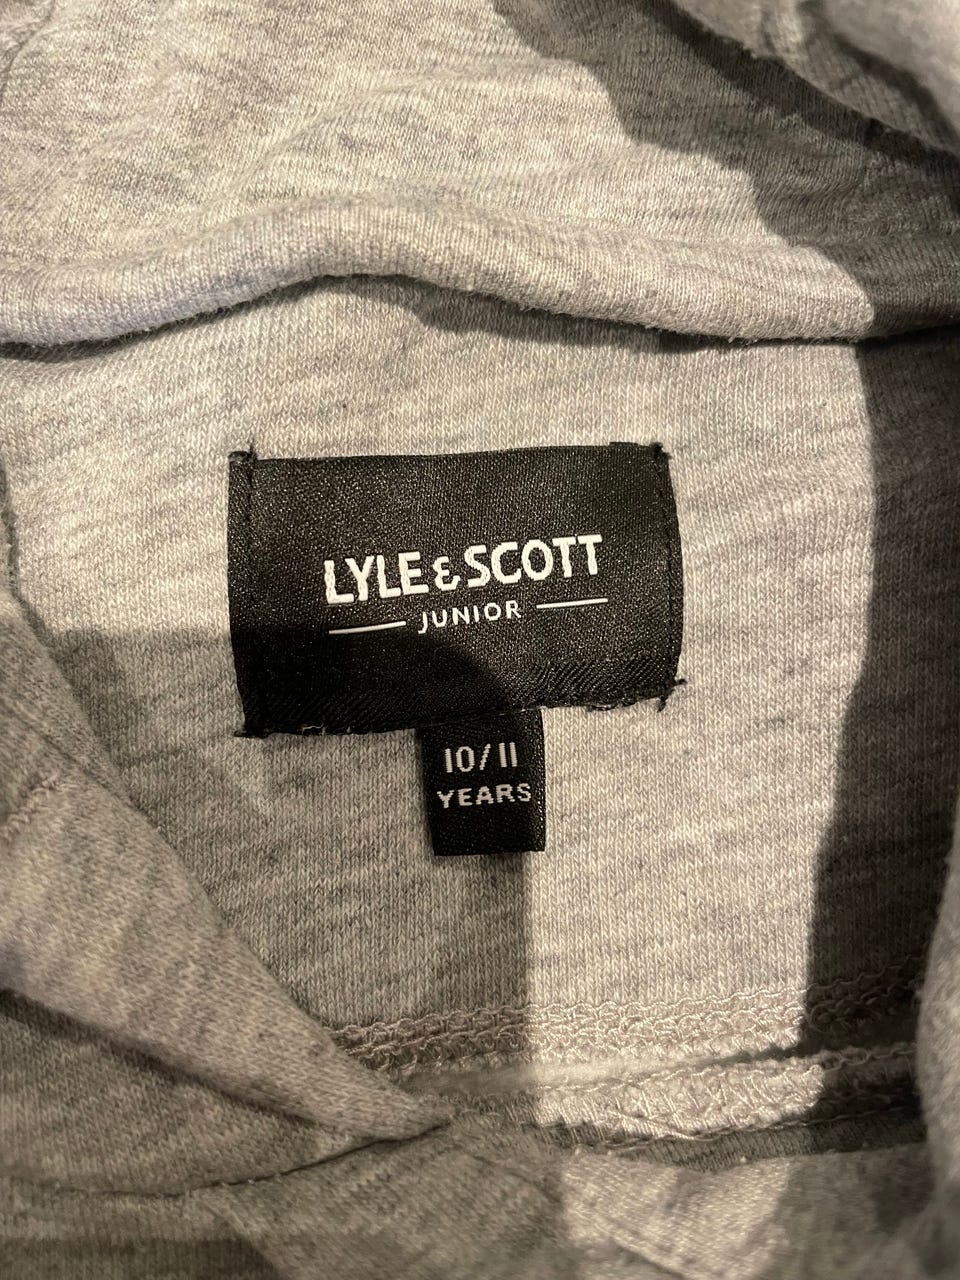 LYLE & SCOTT
JUNIOR
10/11
YEARS